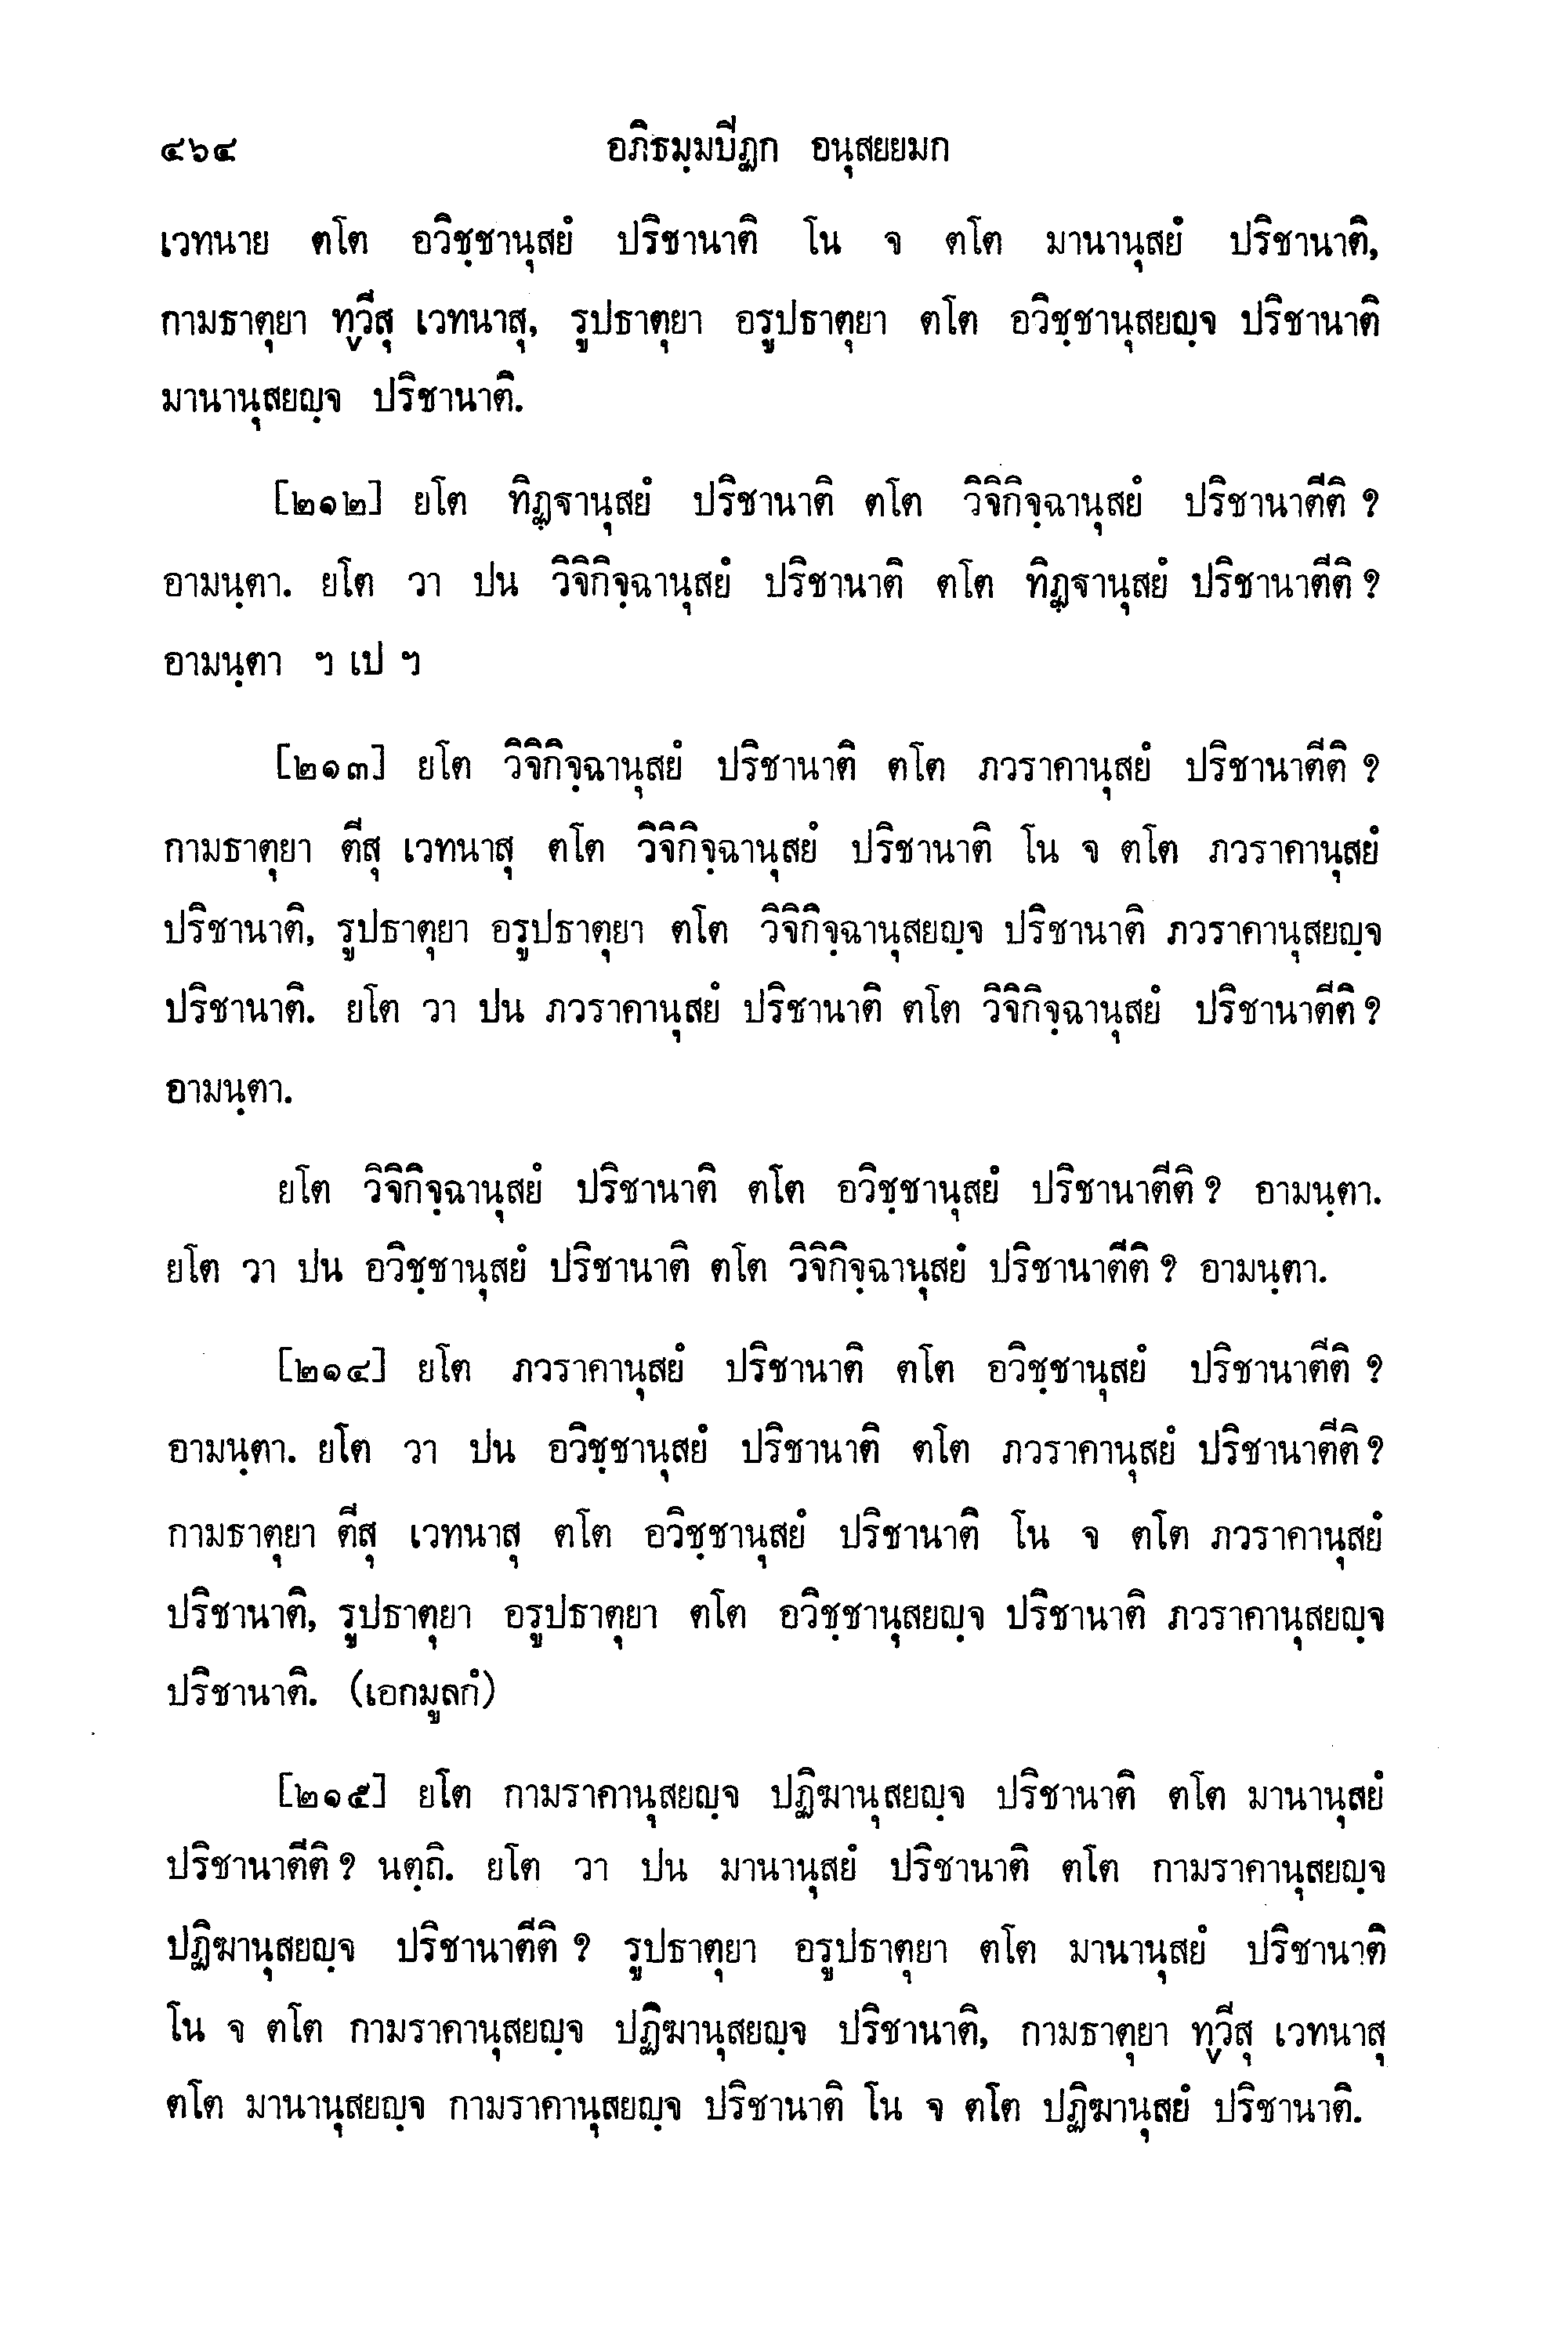 ๔๖๔ อภิธมฺมปีฏก อนุสยยมก
เวทนาย ตโต อวิชฺชานุสยํ ปริชานาติ โน จ ตโต มานานุสยํ ปริชานาติ,
กามธาตุยา ทฺวีสุ เวทนาสุ, รูปธาตุยา อรูปธาตุยา ตโต อวิชฺชานุสยญฺจ ปริชานาติ
มานานุสยญฺจ ปริชานาติ.
[๒๑๒] ยโต ทิฏฺฐานุสยํ ปริชานาติ ตโต วิจิกิจฺฉานุสยํ ปริชานาตีติ ?
อามนฺตา. ยโต วา ปน วิจิกิจฺฉานุสยํ ปริชานาติ ตโต ทิฏฺฐานุสยํ ปริชานาตีติ ?
อามนฺตา ฯ เป ฯ
[๒๑๓] ยโต วิจิกิจฺฉานุสยํ ปริชานาติ ตโต ภวราคานุสยํ ปริชานาตีติ ?
กามธาตุยา ตีสุ เวทนาสุ ตโต วิจิกิจฺฉานุสยํ ปริชานาติ โน จ ตโต ภวราคานุสยํ
ปริชานาติ, รูปธาตุยา อรูปธาตุยา ตโต วิจิกิจฺฉานุสยญฺจ ปริชานาติ ภวราคานุสยญฺจ
ปริชานาติ. ยโต วา ปน ภวราคานุสยํ ปริชานาติ ตโต วิจิกิจฺฉานุสยํ ปริชานาตีติ ?
อามนฺตา.
ยโต วิจิกิจฺฉานุสยํ ปริชานาติ ตโต อวิชฺชานุสยํ ปริชานาตีติ ? อามนฺตา.
ยโต วา ปน อวิชฺชานุสยํ ปริชานาติ ตโต วิจิกิจฺฉานุสยํ ปริชานาตีติ ? อามนฺตา.
[๒๑๔] ยโต ภวราคานุสยํ ปริชานาติ ตโต อวิชฺชานุสยํ ปริชานาตีติ ?
อามนฺตา. ยโต วา ปน อวิชฺชานุสยํ ปริชานาติ ตโต ภวราคานุสยํ ปริชานาตีติ ?
กามธาตุยา ตีสุ เวทนาสุ ตโต อวิชฺชานุสยํ ปริชานาติ โน จ ตโต ภวราคานุสยํ
ปริชานาติ, รูปธาตุยา อรูปธาตุยา ตโต อวิชฺชานุสยญฺจ ปริชานาติ ภวราคานุสยญฺจ
ปริชานาติ. (เอกมูลกํ)
[๒๑๕] ยโต กามราคานุสยญฺจ ปฏิฆานุสยญฺจ ปริชานาติ ตโต มานานุสยํ
ปริชานาตีติ ? นตฺถิ. ยโต วา ปน มานานุสยํ ปริชานาติ ตโต กามราคานุสยญฺจ
ปฏิฆานุสยญฺจ ปริชานาตีติ ? รูปธาตุยา อรูปธาตุยา ตโต มานานุสยํ ปริชานาติ
โน จ ตโต กามราคานุสยญฺจ ปฏิฆานุสยญฺจ ปริชานาติ, กามธาตุยา ทฺวีสุ เวทนาสุ
ตโต มานานุสยญฺจ กามราคานุสยญฺจ ปริชานาติ โน จ ตโต ปฏิฆานุสยํ ปริชานาติ.